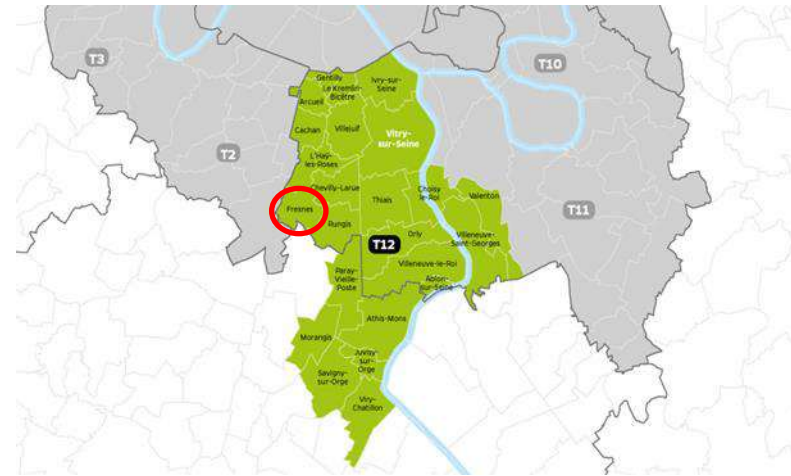 T3
T10
Gentilly
Le Kremlin-
Bicêtre
Ivry-sur-
Seine
Arcueil
Cachan
Villejuif
Vitry-
sur-Seine
T2
L'Haÿ-
les-Roses
Chevilly-Larue
Fresnes
Thiais
Choisy
le-Roi
Valenton
T11
Rungis
Orly
T12
Villeneuve-
Saint-Georges
Villeneuve-le-Roi
Paray-
Vieille-
Poste
Ablon-
sur-Seine
Athis-Mons
Morangis
Juvisy-
sur-
Orge
Savigny-
sur-Orge
Viry-
Chatillon